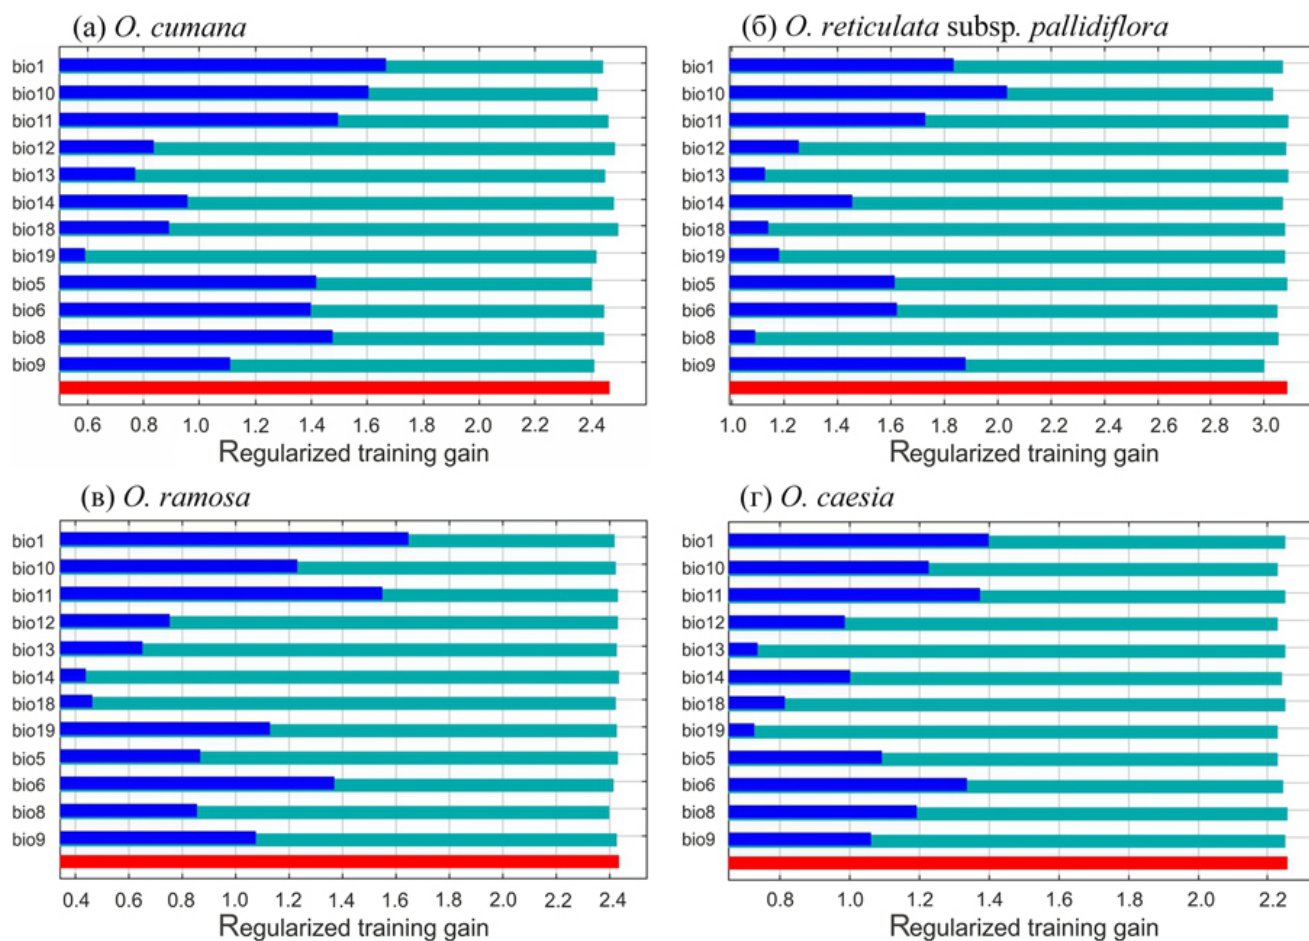 (а) O. cumana
bio1
bio10
bio11
bio12
bio13
bio14
bio18
bio19
bio5
bio6
bio8
bio9
0.6 0.8 1.0 1.2 1.4 1.6 1.8 2.0 2.2 2.4
Regularized training gain
(б) O. reticulata subsp. pallidiflora
bio1
bio10
bio11
bio12
bio13
bio14
bio18
bio19
bio5
bio6
bio8
bio9
1.0 1.2 1.4 1.6 1.8 2.0 2.2 2.4 2.6 2.8 3.0
Regularized training gain
(в) O. ramosa
bio1
bio10
bio11
bio12
bio13
bio14
bio18
bio19
bio5
bio6
bio8
bio9
0.4 0.6 0.8 1.0 1.2 1.4 1.6 1.8 2.0 2.2 2.4
Regularized training gain
(г) O. caesia
bio1
bio10
bio11
bio12
bio13
bio14
bio18
bio19
bio5
bio6
bio8
bio9
0.8 1.0 1.2 1.4 1.6 1.8 2.0 2.2
Regularized training gain